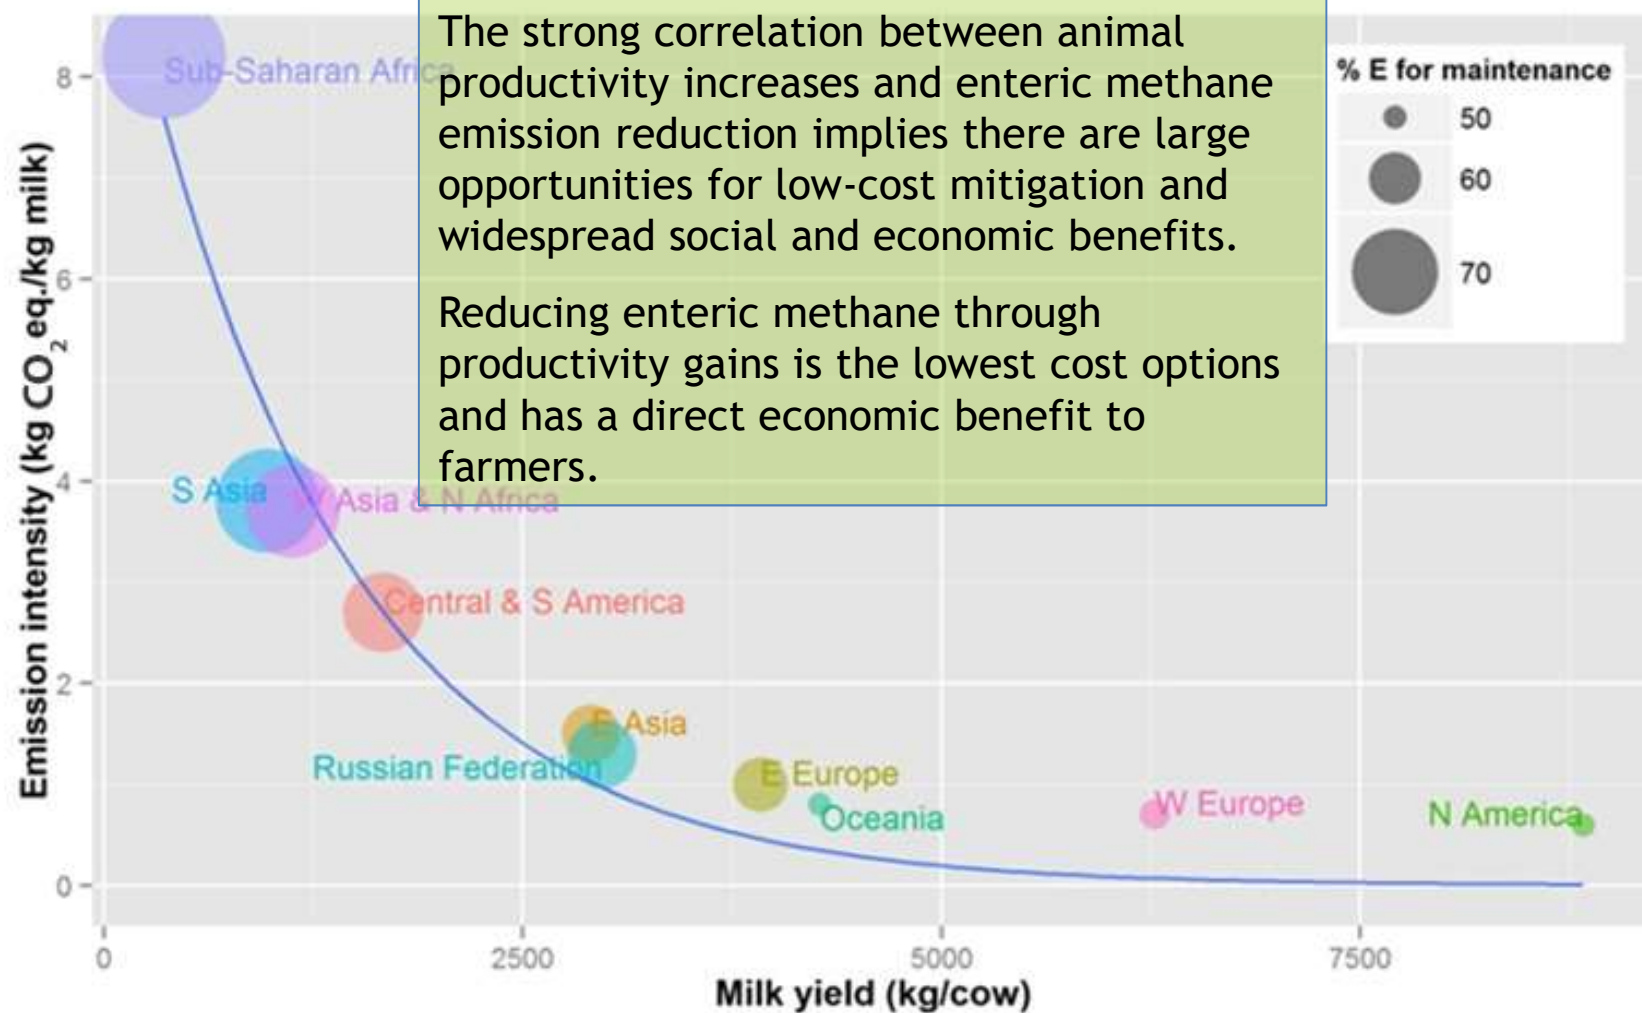 The strong correlation between animal
productivity increases and enteric methane
emission reduction implies there are large
opportunities for low-cost mitigation and
widespread social and economic benefits.
Reducing enteric methane through
productivity gains is the lowest cost options
and has a direct economic benefit to
farmers.
% E for maintenance
50
60
70
Emission intensity (kg CO₂ eq./kg milk)
8
6
4
2
0
Sub-Saharan Africa
S Asia
W Asia & N Africa
Central & S America
E Asia
Russian Federation
E Europe
Oceania
W Europe
N America
0
2500
5000
7500
Milk yield (kg/cow)